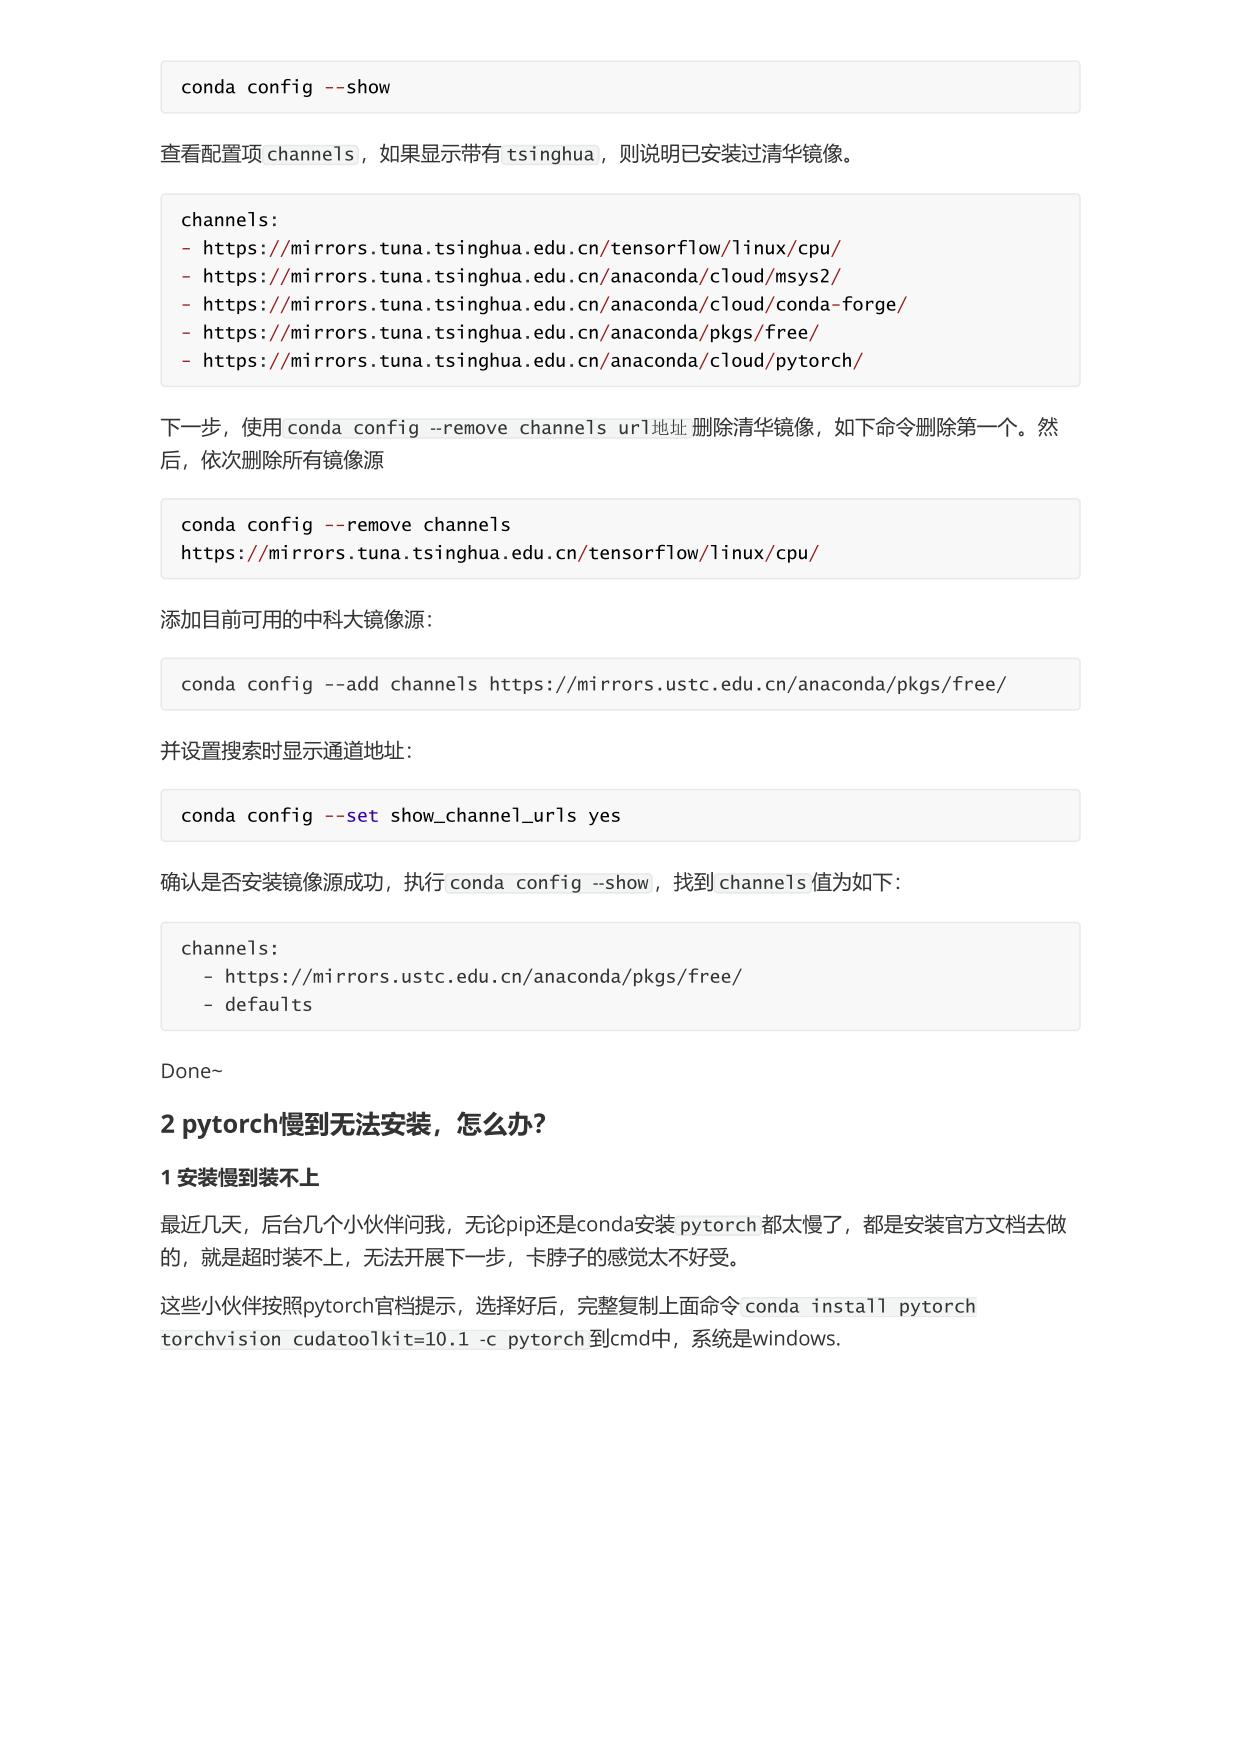 conda config --show
查看配置项channels，如果显示带有tsinghua，则说明已安装过清华镜像。
channels:
- https://mirrors.tuna.tsinghua.edu.cn/tensorflow/linux/cpu/
- https://mirrors.tuna.tsinghua.edu.cn/anaconda/cloud/msys2/
- https://mirrors.tuna.tsinghua.edu.cn/anaconda/cloud/conda-forge/
- https://mirrors.tuna.tsinghua.edu.cn/anaconda/pkgs/free/
- https://mirrors.tuna.tsinghua.edu.cn/anaconda/cloud/pytorch/
下一步，使用conda config --remove channels url地址删除清华镜像，如下命令删除第一个。然
后，依次删除所有镜像源
conda config --remove channels
https://mirrors.tuna.tsinghua.edu.cn/tensorflow/linux/cpu/
添加目前可用的中科大镜像源：
conda config --add channels https://mirrors.ustc.edu.cn/anaconda/pkgs/free/
并设置搜索时显示通道地址：
conda config --set show_channel_urls yes
确认是否安装镜像源成功，执行conda config --show，找到channels值为如下：
channels:
  - https://mirrors.ustc.edu.cn/anaconda/pkgs/free/
  - defaults
Done~
2 pytorch慢到无法安装，怎么办？
1 安装慢到装不上
最近几天，后台几个小伙伴问我，无论pip还是conda安装pytorch都太慢了，都是安装官方文档去做
的，就是超时装不上，无法开展下一步，卡脖子的感觉太不好受。
这些小伙伴按照pytorch官档提示，选择好后，完整复制上面命令conda install pytorch
torchvision cudatoolkit=10.1 -c pytorch到cmd中，系统是windows.